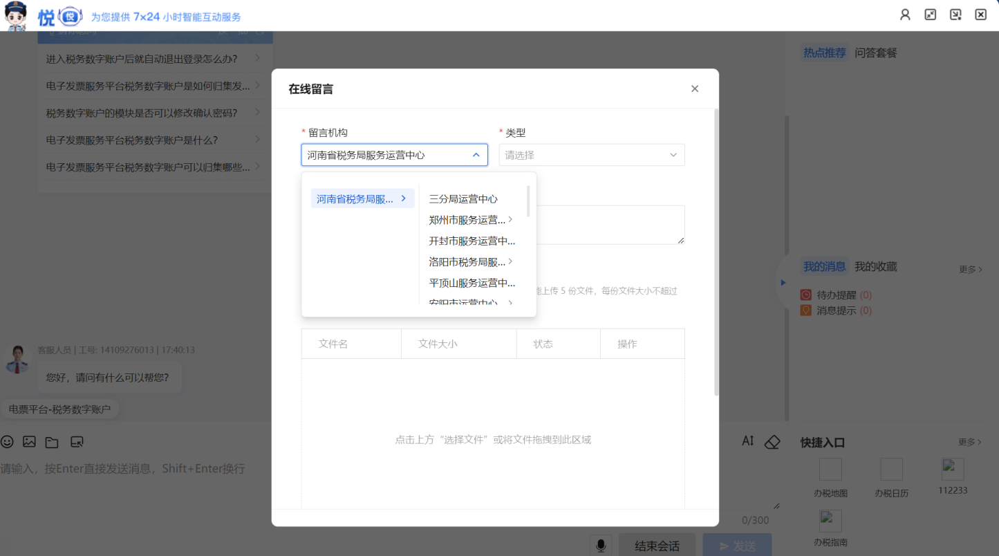 悦
悦
为您提供 7×24 小时智能互动服务
进入税务数字账户后就自动退出登录怎么办?
电子发票服务平台税务数字账户是如何归集发...
税务数字账户的模块是否可以修改确认密码?
电子发票服务平台税务数字账户是什么?
电子发票服务平台税务数字账户可以归集哪些...
客服人员 | 工号: 14109276013 | 17:40:13
您好，请问有什么可以帮您?
电票平台-税务数字账户
请输入，按Enter直接发送消息，Shift+Enter换行
0/300
结束会话
发送
在线留言
* 留言机构
* 类型
河南省税务局服务运营中心
请选择
河南省税务局服...
三分局运营中心
郑州市服务运营...
开封市服务运营中...
洛阳市税务局服...
平顶山服务运营中...
安阳市运营中心
能上传 5 份文件，每份文件大小不超过
文件名
文件大小
状态
操作
点击上方“选择文件”或将文件拖拽到此区域
热点推荐
问答套餐
我的消息
我的收藏
更多
待办提醒 (0)
消息提示 (0)
快捷入口
更多
办税地图
办税日历
112233
办税指南